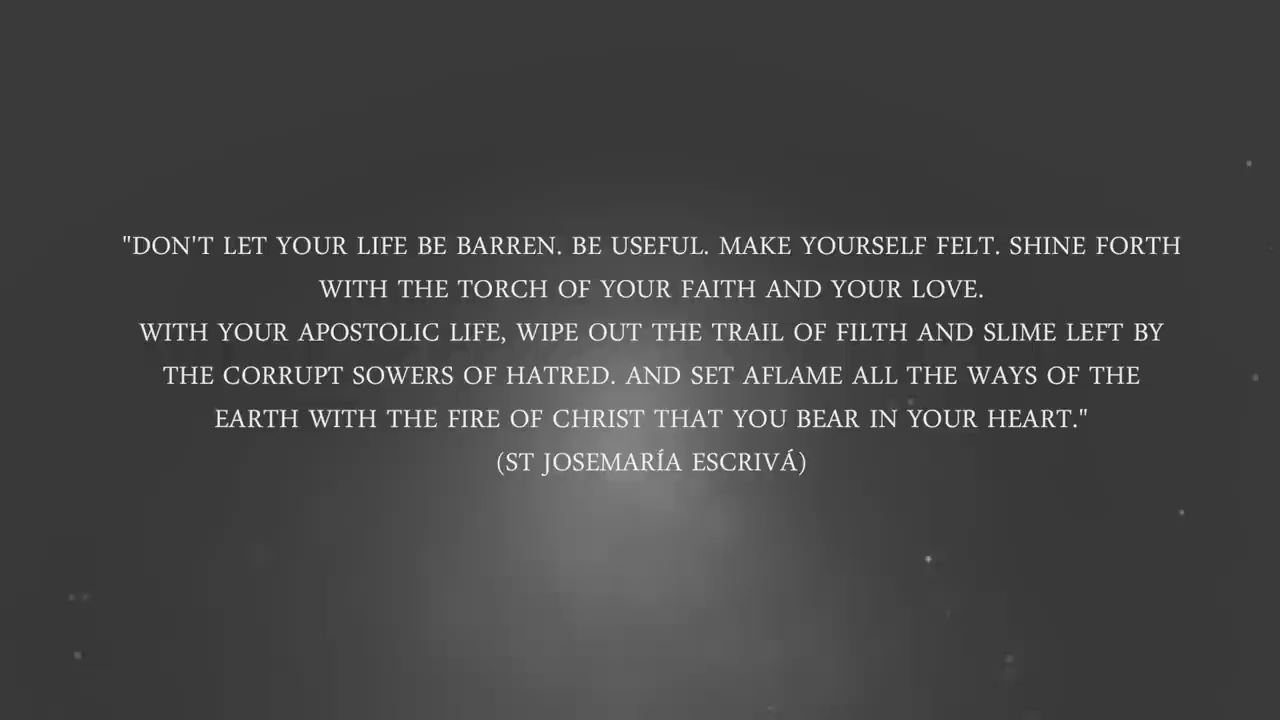 "DON'T LET YOUR LIFE BE BARREN. BE USEFUL. MAKE YOURSELF FELT. SHINE FORTH
WITH THE TORCH OF YOUR FAITH AND YOUR LOVE.
WITH YOUR APOSTOLIC LIFE, WIPE OUT THE TRAIL OF FILTH AND SLIME LEFT BY
THE CORRUPT SOWERS OF HATRED. AND SET AFLAME ALL THE WAYS OF THE
EARTH WITH THE FIRE OF CHRIST THAT YOU BEAR IN YOUR HEART."
(ST JOSEMARÍA ESCRIVÁ)